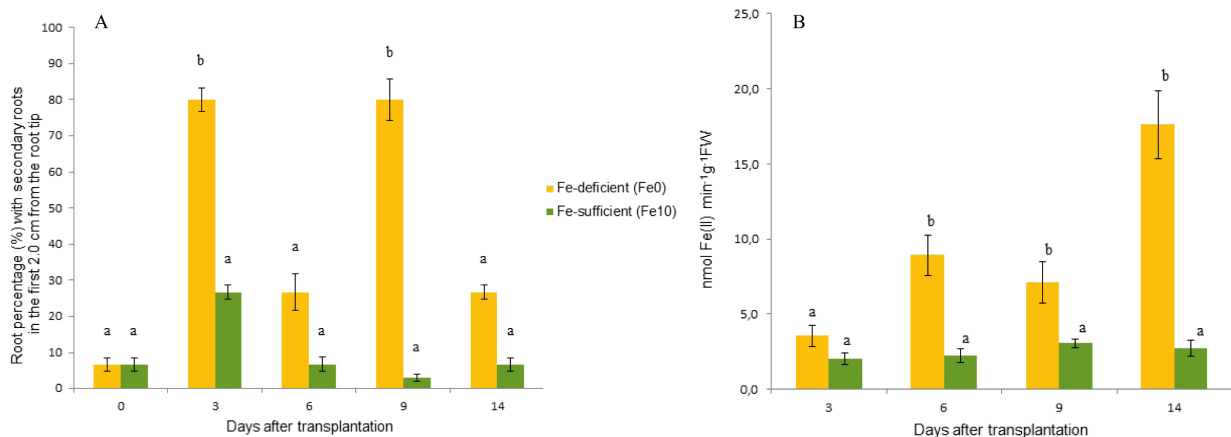 A
Root percentage (%) with secondary roots
in the first 2.0 cm from the root tip
100
90
80
70
60
50
40
30
20
10
0
a
a
b
a
a
a
b
a
a
a
0
3
6
9
14
Days after transplantation
Fe-deficient (Fe0)
Fe-sufficient (Fe10)
B
nmol Fe(II) min⁻¹g⁻¹FW
25,0
20,0
15,0
10,0
5,0
0,0
a
a
b
a
b
a
b
a
3
6
9
14
Days after transplantation